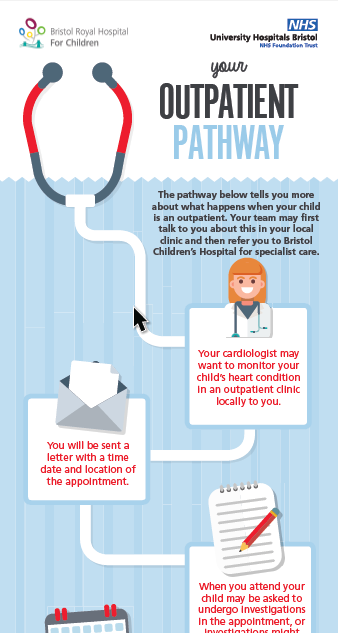 Bristol Royal Hospital
For Children
NHS
University Hospitals Bristol
NHS Foundation Trust
your
OUTPATIENT
PATHWAY
The pathway below tells you more
about what happens when your child
is an outpatient. Your team may first
talk to you about this in your local
clinic and then refer you to Bristol
Children's Hospital for specialist care.
Your cardiologist may
want to monitor your
child's heart condition
in an outpatient clinic
locally to you.
You will be sent a
letter with a time
date and location of
the appointment.
When you attend your
child may be asked to
undergo investigations
in the appointment, or
investigations might